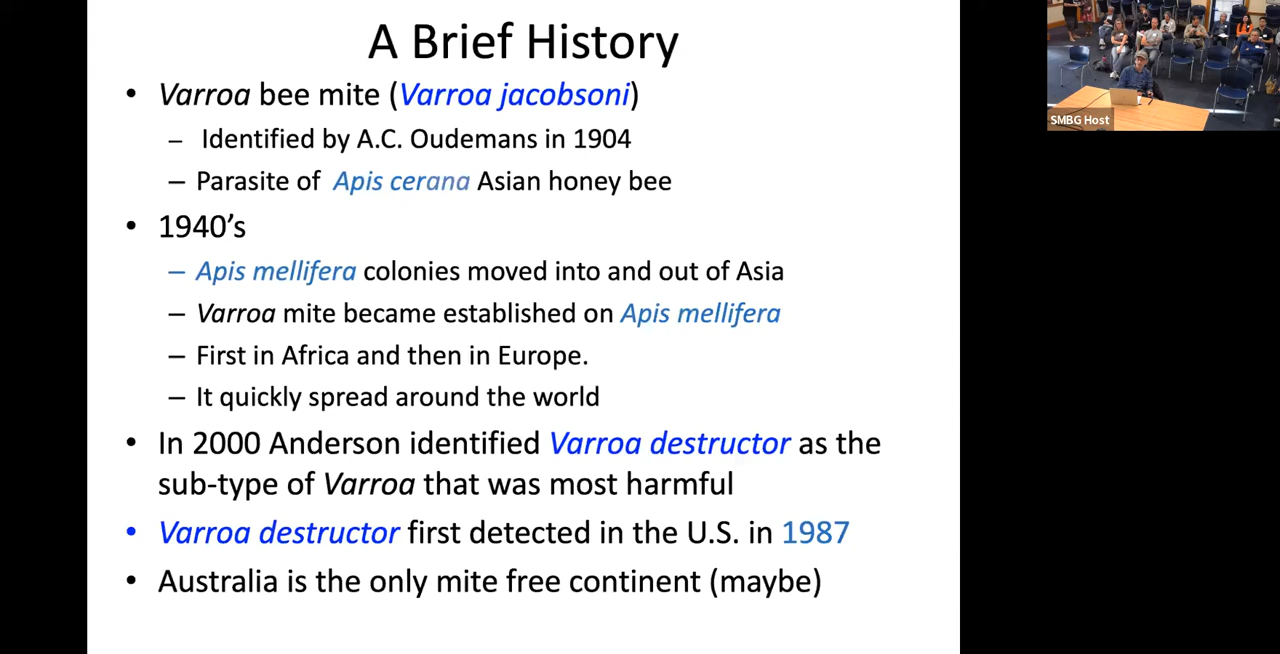 A Brief History
• Varroa bee mite (Varroa jacobsoni)
– Identified by A.C. Oudemans in 1904
– Parasite of Apis cerana Asian honey bee
• 1940’s
– Apis mellifera colonies moved into and out of Asia
– Varroa mite became established on Apis mellifera
– First in Africa and then in Europe.
– It quickly spread around the world
• In 2000 Anderson identified Varroa destructor as the
sub-type of Varroa that was most harmful
• Varroa destructor first detected in the U.S. in 1987
• Australia is the only mite free continent (maybe)
SMBG Host